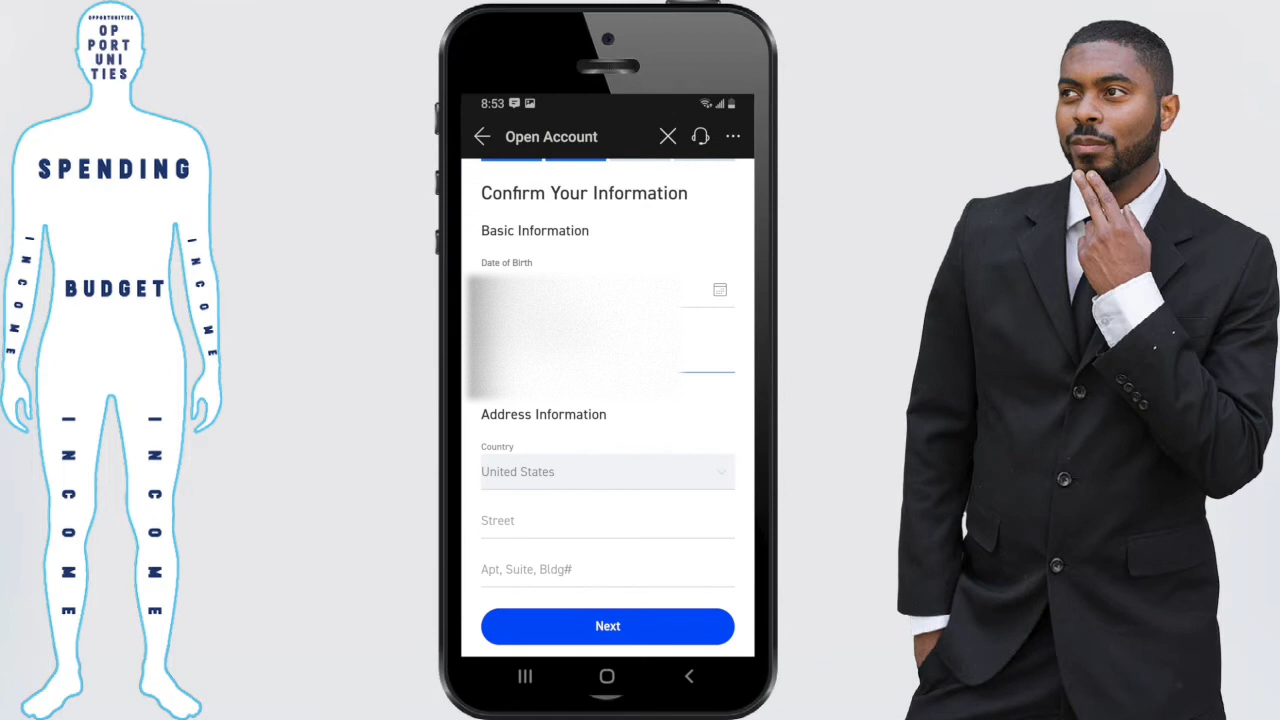 OPPORTUNITIES
OP
PORT
UNI
TIES
SPENDING
INCOME
INCOME
BUDGET
INCOME
INCOME
8:53
Open Account
Confirm Your Information
Basic Information
Date of Birth
Address Information
Country
United States
Street
Apt, Suite, Bldg#
Next